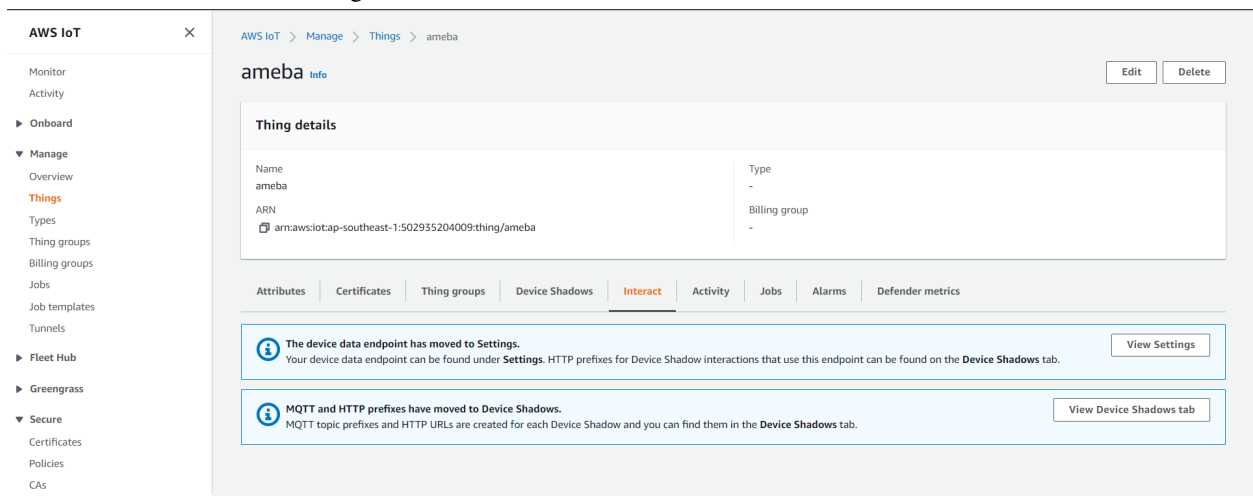 AWS IoT
Monitor
Activity
Onboard
Manage
Overview
Things
Types
Thing groups
Billing groups
Jobs
Job templates
Tunnels
Fleet Hub
Greengrass
Secure
Certificates
Policies
CAs
AWS IoT > Manage > Things > ameba
ameba Info
Edit
Delete
Thing details
Name
ameba
ARN
arn:aws:iot:ap-southeast-1:502935204009:thing/ameba
Type
-
Billing group
-
Attributes Certificates Thing groups Device Shadows Interact Activity Jobs Alarms Defender metrics
The device data endpoint has moved to Settings.
Your device data endpoint can be found under Settings. HTTP prefixes for Device Shadow interactions that use this endpoint can be found on the Device Shadows tab.
View Settings
MQTT and HTTP prefixes have moved to Device Shadows.
MQTT topic prefixes and HTTP URLs are created for each Device Shadow and you can find them in the Device Shadows tab.
View Device Shadows tab